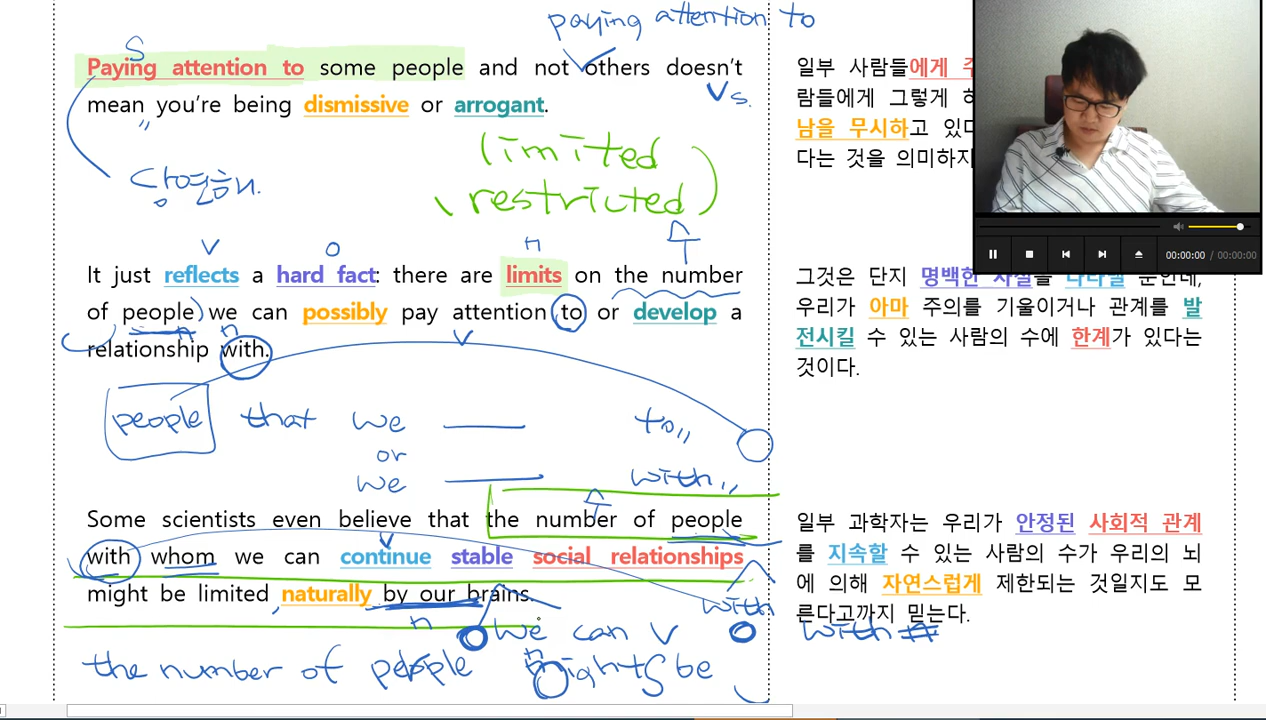 paying attention to
S
Paying attention to some people and not others doesn't
V s.
mean you're being dismissive or arrogant.
limited
restricted
V O n
It just reflects a hard fact: there are limits on the number
of people we can possibly pay attention to or develop a
n n
relationship with.
V
people that we to
or
we with
Some scientists even believe that the number of people
with whom we can continue stable social relationships
might be limited naturally by our brains.
with
n we can V with
the number of people might be
일부 사람들에게 주
람들에게 그렇게 하
남을 무시하고 있다
다는 것을 의미하지
00:00:00 / 00:00:00
그것은 단지 명백한 사실을 나타낼 뿐인데,
우리가 아마 주의를 기울이거나 관계를 발
전시킬 수 있는 사람의 수에 한계가 있다는
것이다.
일부 과학자는 우리가 안정된 사회적 관계
를 지속할 수 있는 사람의 수가 우리의 뇌
에 의해 자연스럽게 제한되는 것일지도 모
른다고까지 믿는다.
with